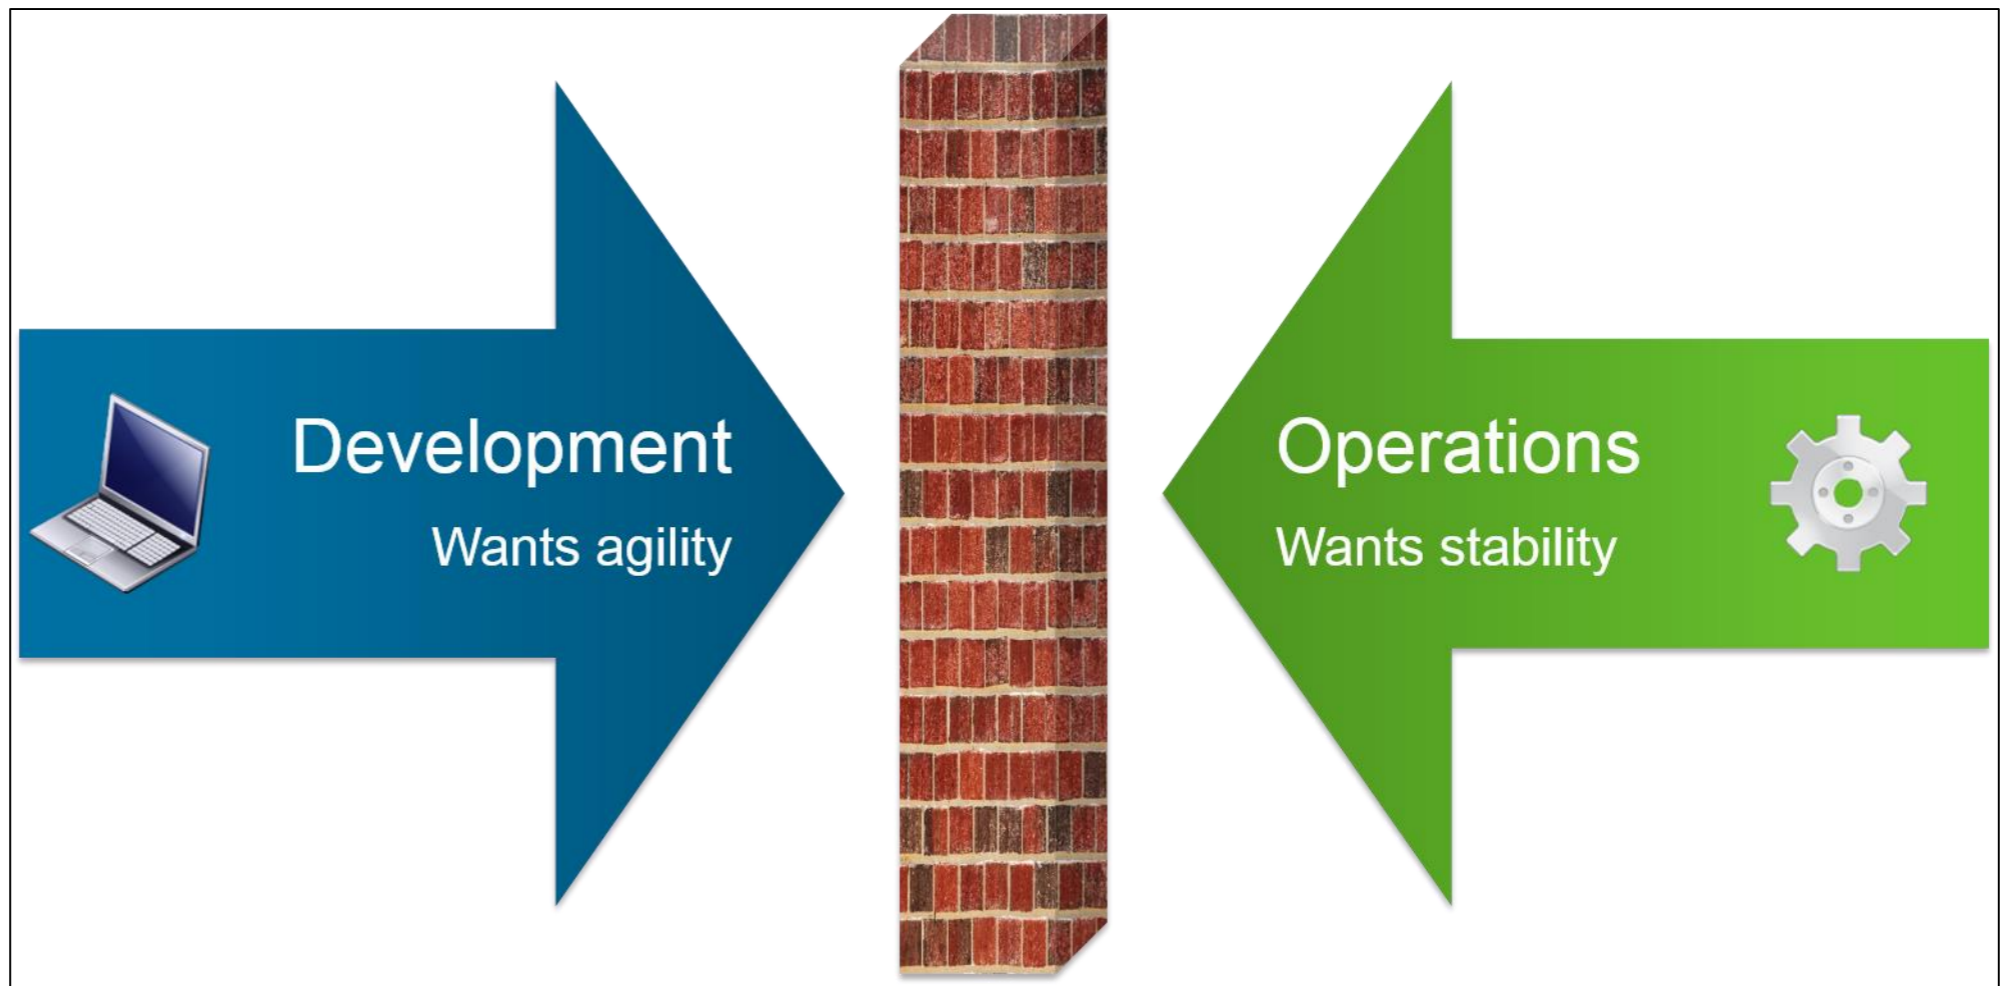 Development
Wants agility
Operations
Wants stability